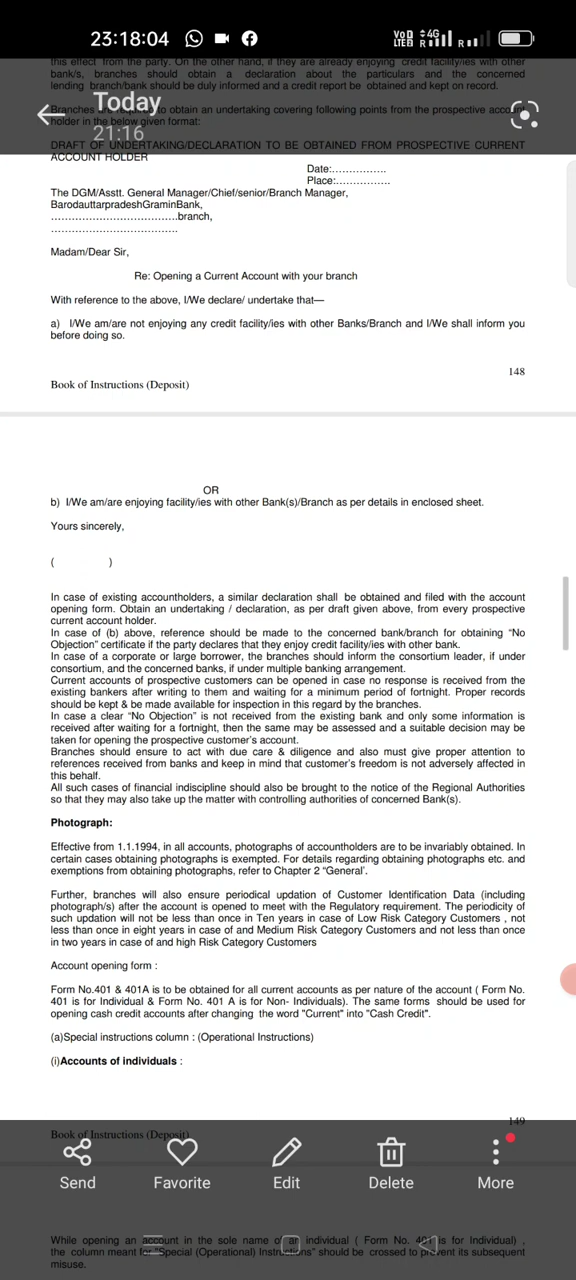 23:18:04
VoD LTE2 4G R R
this effect from the party. On the other hand, if they are already enjoying credit facility/ies with other
bank/s, branches should obtain a declaration about the particulars and the concerned
lending branch/bank should be duly informed and a credit report be obtained and kept on record.
Today
21:16
Branches are required to obtain an undertaking covering following points from the prospective account
holder in the below given format:
DRAFT OF UNDERTAKING/DECLARATION TO BE OBTAINED FROM PROSPECTIVE CURRENT
ACCOUNT HOLDER
Date:................
Place:................
The DGM/Asstt. General Manager/Chief/senior/Branch Manager,
BarodauttarpradeshGraminBank,
......................................branch,
......................................
Madam/Dear Sir,
Re: Opening a Current Account with your branch
With reference to the above, I/We declare/ undertake that—
a) I/We am/are not enjoying any credit facility/ies with other Banks/Branch and I/We shall inform you
before doing so.
148
Book of Instructions (Deposit)
OR
b) I/We am/are enjoying facility/ies with other Bank(s)/Branch as per details in enclosed sheet.
Yours sincerely,
( )
In case of existing accountholders, a similar declaration shall be obtained and filed with the account
opening form. Obtain an undertaking / declaration, as per draft given above, from every prospective
current account holder.
In case of (b) above, reference should be made to the concerned bank/branch for obtaining “No
Objection” certificate if the party declares that they enjoy credit facility/ies with other bank.
In case of a corporate or large borrower, the branches should inform the consortium leader, if under
consortium, and the concerned banks, if under multiple banking arrangement.
Current accounts of prospective customers can be opened in case no response is received from the
existing bankers after writing to them and waiting for a minimum period of fortnight. Proper records
should be kept & be made available for inspection in this regard by the branches.
In case a clear “No Objection” is not received from the existing bank and only some information is
received after waiting for a fortnight, then the same may be assessed and a suitable decision may be
taken for opening the prospective customer’s account.
Branches should ensure to act with due care & diligence and also must give proper attention to
references received from banks and keep in mind that customer’s freedom is not adversely affected in
this behalf.
All such cases of financial indiscipline should also be brought to the notice of the Regional Authorities
so that they may also take up the matter with controlling authorities of concerned Bank(s).
Photograph:
Effective from 1.1.1994, in all accounts, photographs of accountholders are to be invariably obtained. In
certain cases obtaining photographs is exempted. For details regarding obtaining photographs etc. and
exemptions from obtaining photographs, refer to Chapter 2 “General’.
Further, branches will also ensure periodical updation of Customer Identification Data (including
photograph/s) after the account is opened to meet with the Regulatory requirement. The periodicity of
such updation will not be less than once in Ten years in case of Low Risk Category Customers , not
less than once in eight years in case of and Medium Risk Category Customers and not less than once
in two years in case of and high Risk Category Customers
Account opening form :
Form No.401 & 401A is to be obtained for all current accounts as per nature of the account ( Form No.
401 is for Individual & Form No. 401 A is for Non- Individuals). The same forms should be used for
opening cash credit accounts after changing the word "Current" into "Cash Credit".
(a)Special instructions column : (Operational Instructions)
(i)Accounts of individuals :
149
Book of Instructions (Deposit)
Send Favorite Edit Delete More
While opening an account in the sole name of an individual ( Form No. 401 is for Individual) ,
the column meant for "Special (Operational) Instructions" should be crossed to prevent its subsequent
misuse.